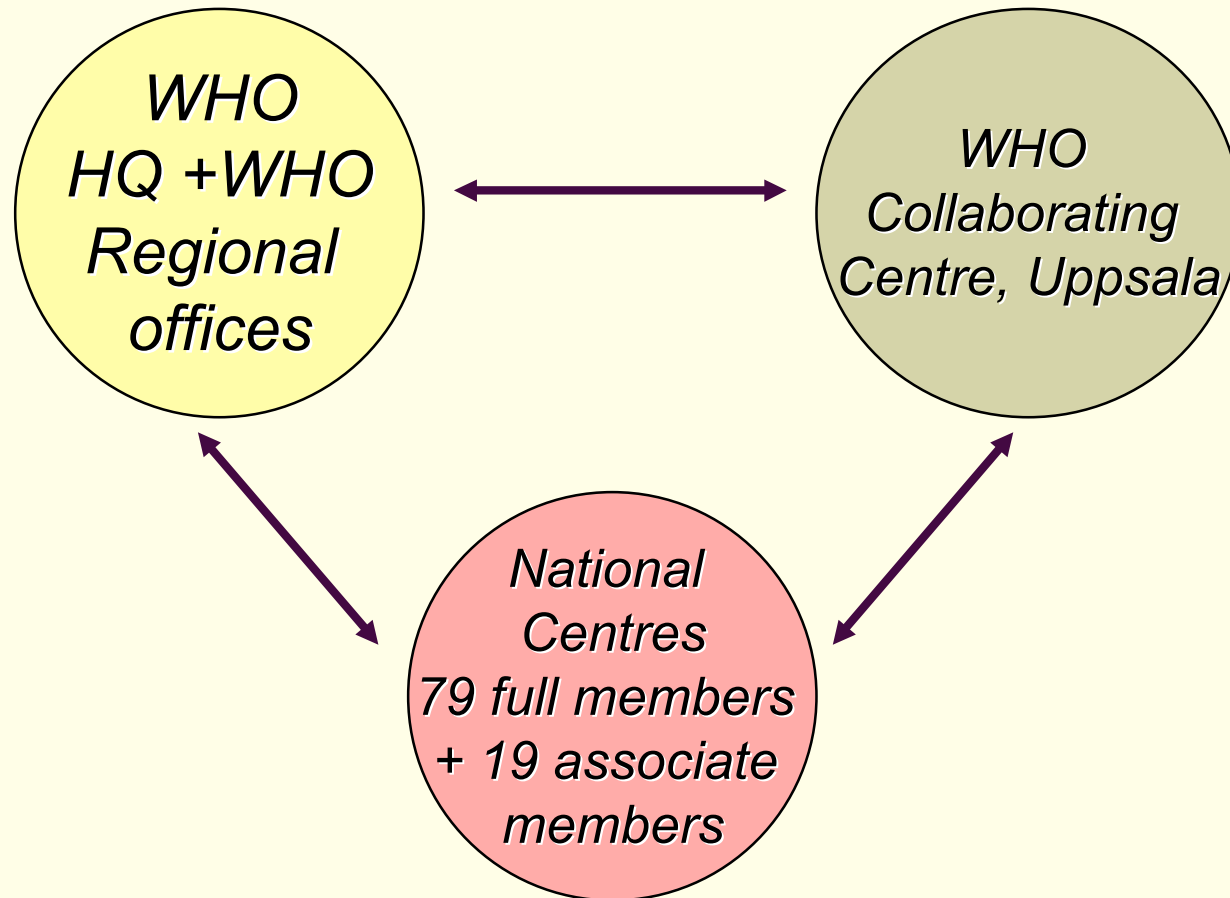 WHO
HQ +WHO
Regional
offices
WHO
Collaborating
Centre, Uppsala/
National
Centres
79 full members
+ 19 associate
members